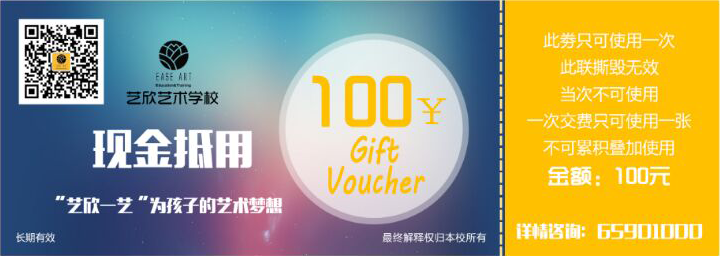 EASE ART
Education&Training
艺欣艺术学校
现金抵用
“艺欣一艺“为孩子的艺术梦想
长期有效
100¥
Gift
Voucher
最终解释权归本校所有
此券只可使用一次
此联撕毁无效
当次不可使用
一次交费只可使用一张
不可累积叠加使用
金额：100元
详情咨询：65901000